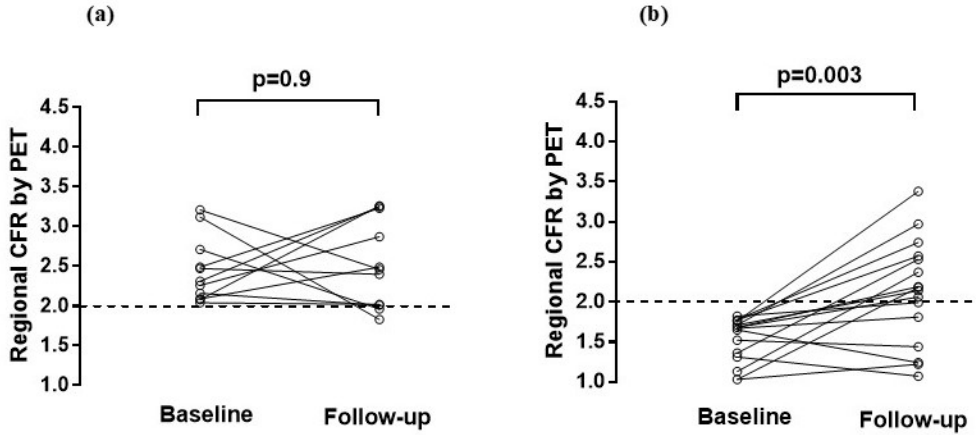 (a)
p=0.9
Regional CFR by PET
4.5
4.0
3.5
3.0
2.5
2.0
1.5
1.0
Baseline Follow-up
(b)
p=0.003
Regional CFR by PET
4.5
4.0
3.5
3.0
2.5
2.0
1.5
1.0
Baseline Follow-up